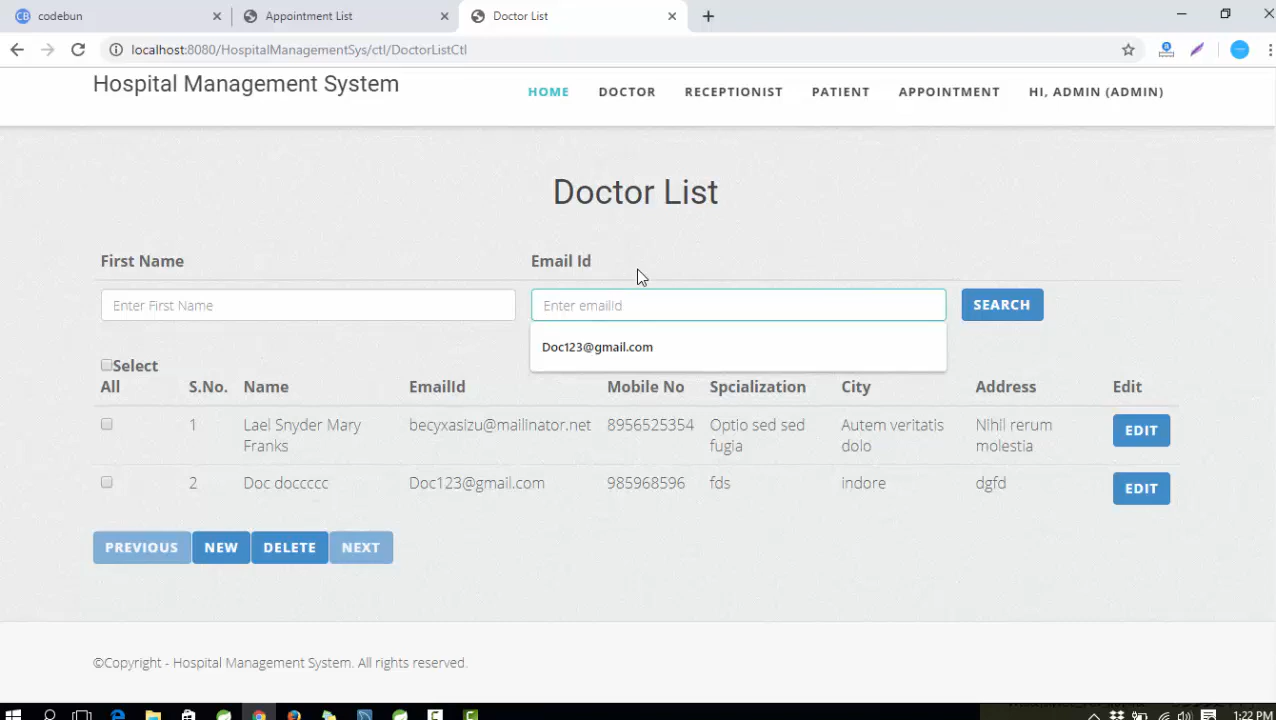 codebun
Appointment List
Doctor List
localhost:8080/HospitalManagementSys/ctl/DoctorListCtl
Hospital Management System
HOME DOCTOR RECEPTIONIST PATIENT APPOINTMENT HI, ADMIN (ADMIN)
Doctor List
First Name Email Id
Enter First Name Enter emailId SEARCH
Doc123@gmail.com
Select
All S.No. Name EmailId Mobile No Spcialization City Address Edit
1 Lael Snyder Mary becyxasizu@mailinator.net 8956525354 Optio sed sed Autem veritatis Nihil rerum EDIT
Franks fugia dolo molestia
2 Doc doccccc Doc123@gmail.com 985968596 fds indore dgfd EDIT
PREVIOUS NEW DELETE NEXT
©Copyright - Hospital Management System. All rights reserved.
1:22 PM